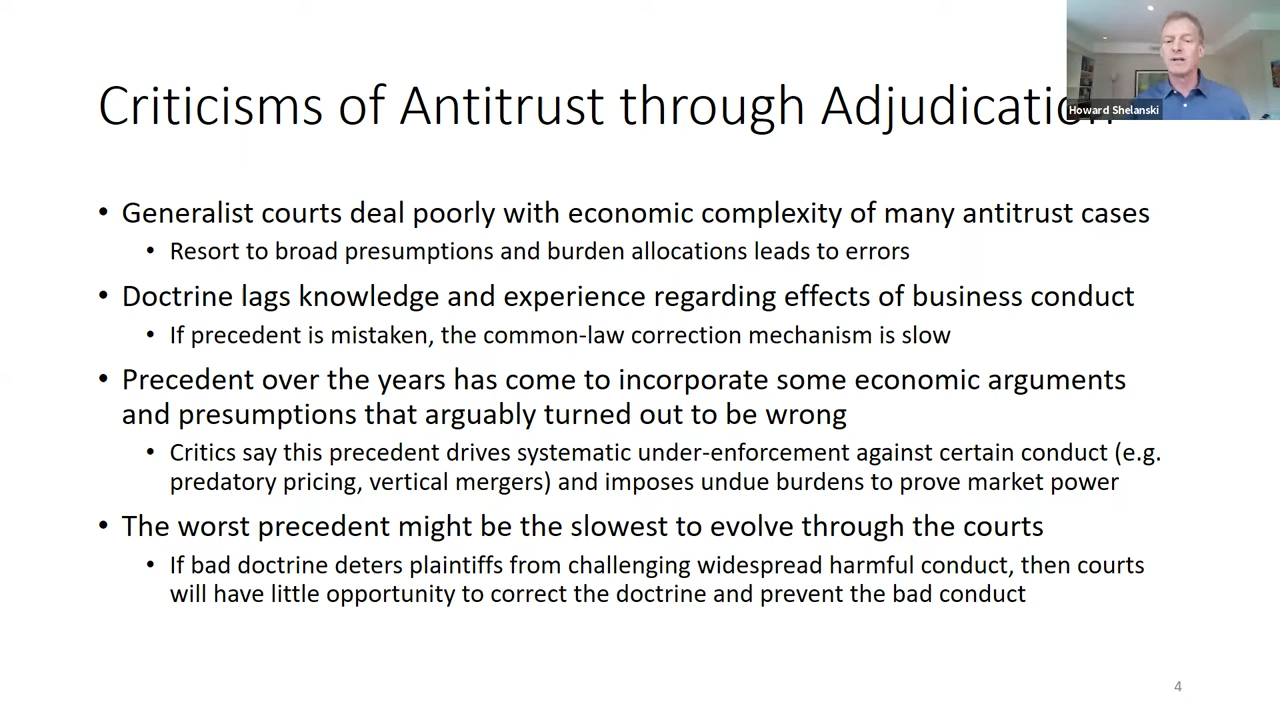 Criticisms of Antitrust through Adjudication
Howard Shelanski
• Generalist courts deal poorly with economic complexity of many antitrust cases
• Resort to broad presumptions and burden allocations leads to errors
• Doctrine lags knowledge and experience regarding effects of business conduct
• If precedent is mistaken, the common-law correction mechanism is slow
• Precedent over the years has come to incorporate some economic arguments
and presumptions that arguably turned out to be wrong
• Critics say this precedent drives systematic under-enforcement against certain conduct (e.g.
predatory pricing, vertical mergers) and imposes undue burdens to prove market power
• The worst precedent might be the slowest to evolve through the courts
• If bad doctrine deters plaintiffs from challenging widespread harmful conduct, then courts
will have little opportunity to correct the doctrine and prevent the bad conduct
4